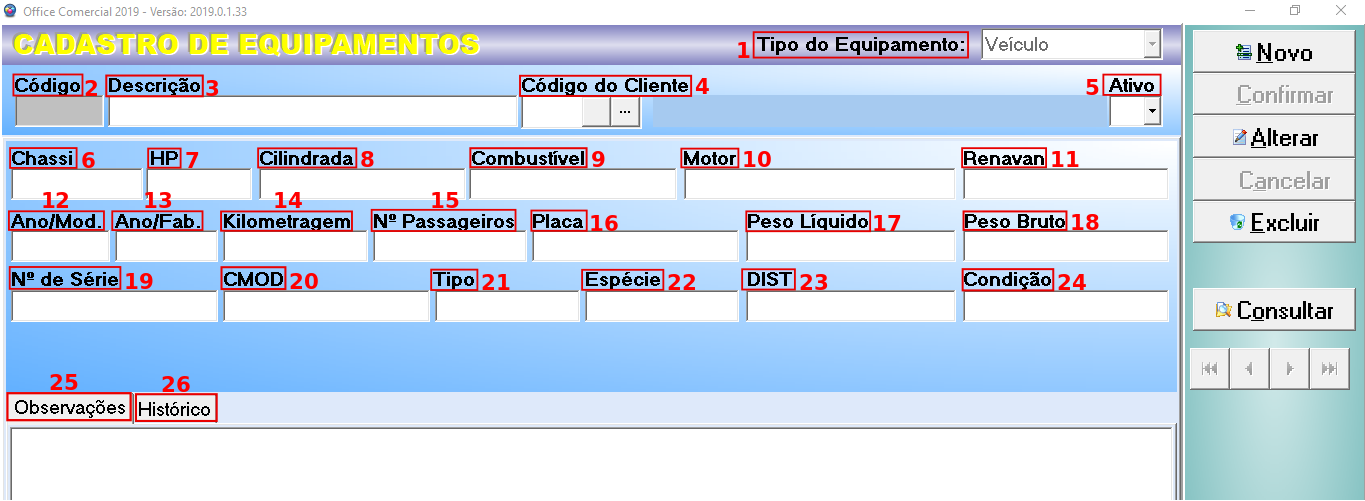 Office Comercial 2019 - Versão: 2019.0.1.33
CADASTRO DE EQUIPAMENTOS
1 Tipo do Equipamento: Veículo
Código 2 Descrição 3 Código do Cliente 4 5 Ativo
...
Chassi 6 HP 7 Cilindrada 8 Combustível 9 Motor 10 Renavan 11
12 13 14 15
Ano/Mod. Ano/Fab. Kilometragem Nº Passageiros Placa 16 Peso Líquido 17 Peso Bruto 18
Nº de Série 19 CMOD 20 Tipo 21 Espécie 22 DIST 23 Condição 24
25 26
Observações Histórico
Novo
Confirmar
Alterar
Cancelar
Excluir
Consultar